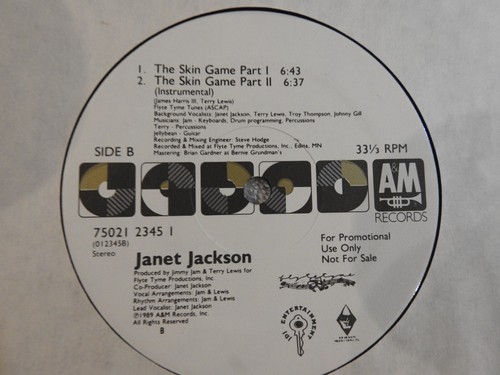 1. The Skin Game Part I 6:43
2. The Skin Game Part II 6:37
(Instrumental)
(James Harris III, Terry Lewis)
Flyte Tyme Tunes (ASCAP)
Background Vocalists: Janet Jackson, Terry Lewis, Troy Thompson, Johnny Gill
Musicians: Jam - Keyboards, Drum programming, Percussions
Terry - Percussions
Jellybean - Guitar
Recording & Mixing Engineer: Steve Hodge
Recorded & Mixed at Flyte Tyme Productions, Inc., Edina, MN
Mastering: Brian Gardner at Bernie Grundman's
SIDE B
33⅓ RPM
A&M
RECORDS
75021 2345 1
(012345B)
Stereo
For Promotional
Use Only
Not For Sale
Janet Jackson
Produced by Jimmy Jam & Terry Lewis for
Flyte Tyme Productions, Inc.
Co-Producer: Janet Jackson
Vocal Arrangements: Jam & Lewis
Rhythm Arrangements: Jam & Lewis
Lead Vocalist: Janet Jackson
℗1989 A&M Records, Inc.
All Rights Reserved
B
JDJ ENTERTAINMENT